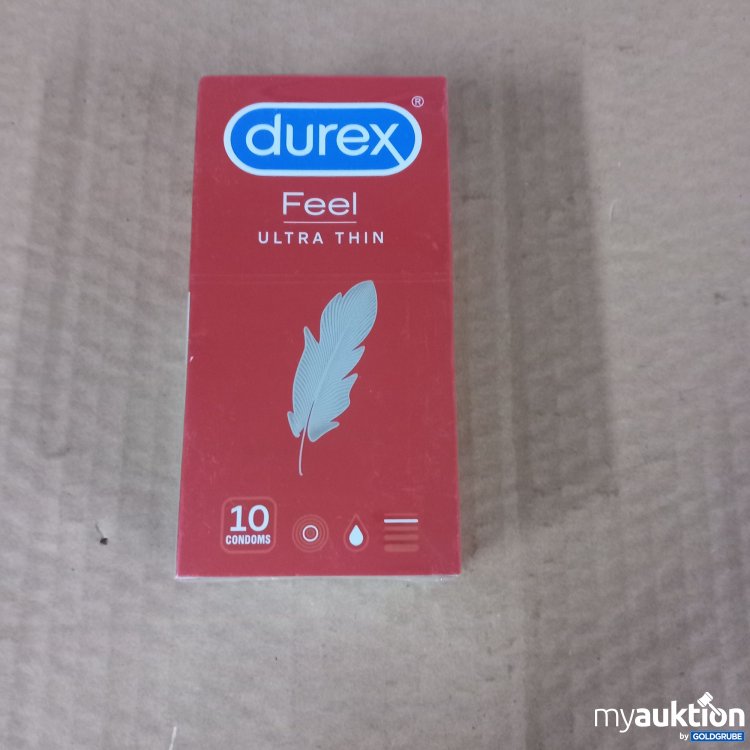 durex®
Feel
ULTRA THIN
10
CONDOMS
myauktion
by GOLDGRUBE